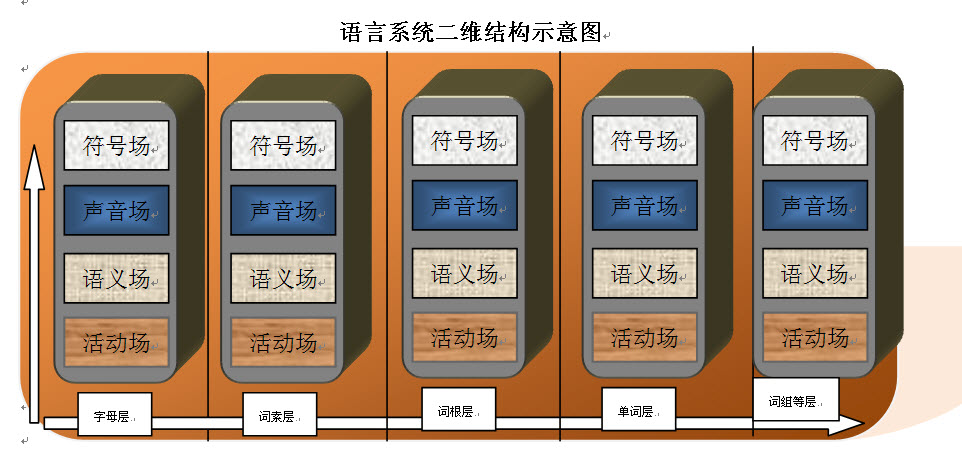 语言系统二维结构示意图
符号场 符号场 符号场 符号场 符号场
声音场 声音场 声音场 声音场 声音场
语义场 语义场 语义场 语义场 语义场
活动场 活动场 活动场 活动场 活动场
字母层 词素层 词根层 单词层 词组等层